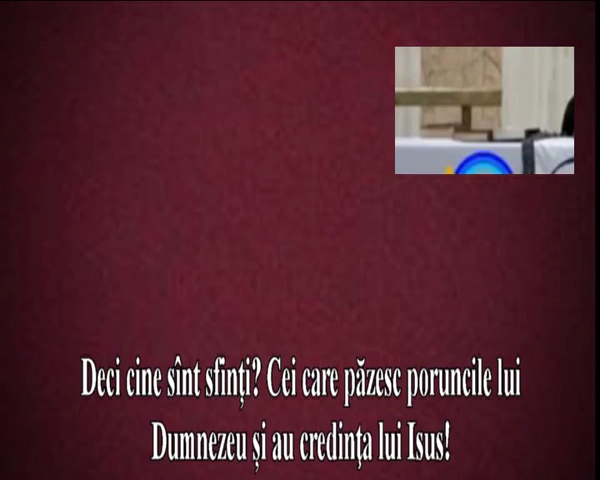 Deci cine sînt sfinți? Cei care păzesc poruncile lui
Dumnezeu și au credința lui Isus!